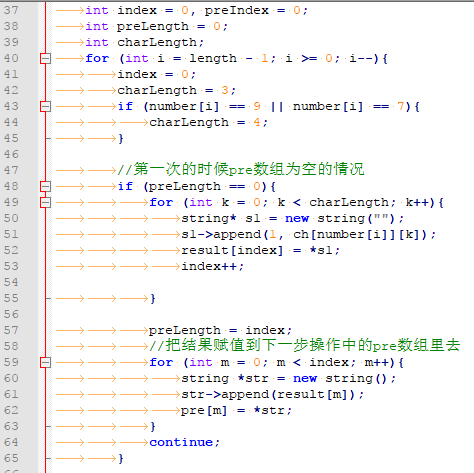 37 int index = 0, preIndex = 0;
38 int preLength = 0;
39 int charLength;
40 for (int i = length - 1; i >= 0; i--){
41 index = 0;
42 charLength = 3;
43 if (number[i] == 9 || number[i] == 7){
44 charLength = 4;
45 }
46
47 //第一次的时候pre数组为空的情况
48 if (preLength == 0){
49 for (int k = 0; k < charLength; k++){
50 string* sl = new string("");
51 sl->append(1, ch[number[i]][k]);
52 result[index] = *sl;
53 index++;
54
55 }
56
57 preLength = index;
58 //把结果赋值到下一步操作中的pre数组里去
59 for (int m = 0; m < index; m++){
60 string *str = new string();
61 str->append(result[m]);
62 pre[m] = *str;
63 }
64 continue;
65 }